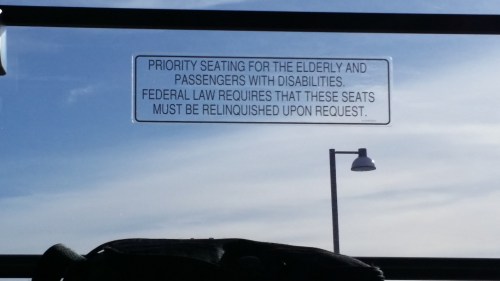 PRIORITY SEATING FOR THE ELDERLY AND
PASSENGERS WITH DISABILITIES.
FEDERAL LAW REQUIRES THAT THESE SEATS
MUST BE RELINQUISHED UPON REQUEST.